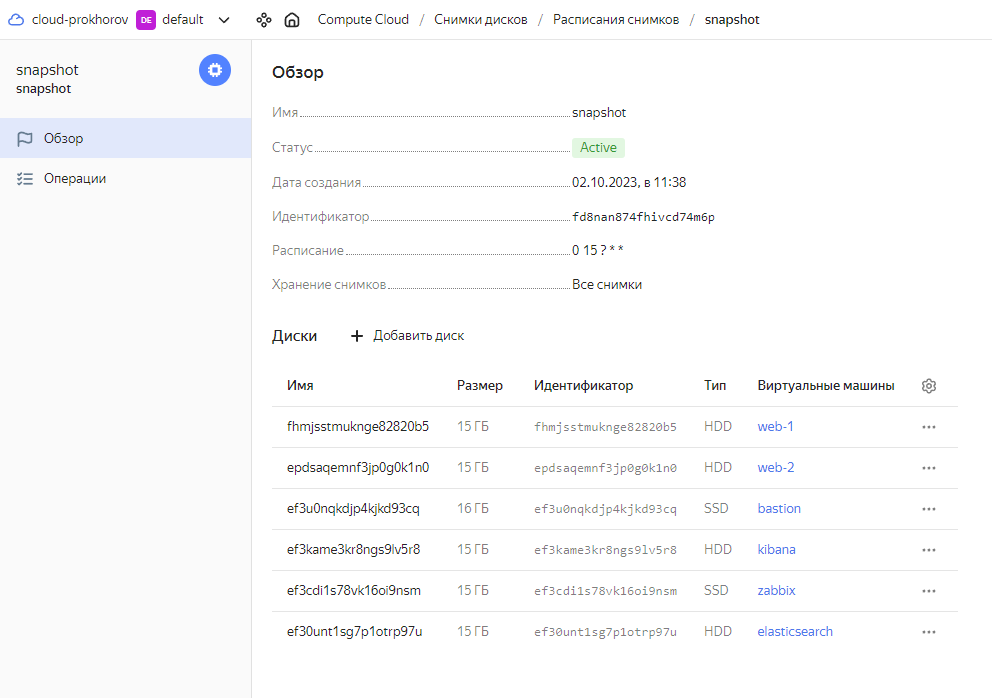 cloud-prokhorov DE default Compute Cloud / Снимки дисков / Расписания снимков / snapshot
snapshot
snapshot
Обзор
Операции
Обзор
Имя snapshot
Статус Active
Дата создания 02.10.2023, в 11:38
Идентификатор fd8nan874fhivcd74m6p
Расписание 0 15 ? * *
Хранение снимков Все снимки
Диски + Добавить диск
Имя Размер Идентификатор Тип Виртуальные машины
fhmjsstmuknge82820b5 15 ГБ fhmjsstmuknge82820b5 HDD web-1
epdsaqemnf3jp0g0k1n0 15 ГБ epdsaqemnf3jp0g0k1n0 HDD web-2
ef3u0nqkdjp4kjkd93cq 16 ГБ ef3u0nqkdjp4kjkd93cq SSD bastion
ef3kame3kr8ngs9lv5r8 15 ГБ ef3kame3kr8ngs9lv5r8 HDD kibana
ef3cdi1s78vk16oi9nsm 15 ГБ ef3cdi1s78vk16oi9nsm SSD zabbix
ef30unt1sg7p1otrp97u 15 ГБ ef30unt1sg7p1otrp97u HDD elasticsearch